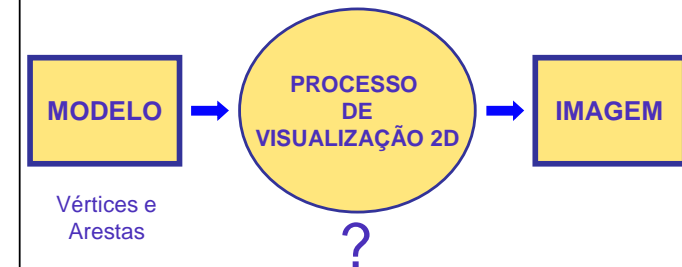 MODELO
PROCESSO
DE
VISUALIZAÇÃO 2D
IMAGEM
Vértices e
Arestas
?